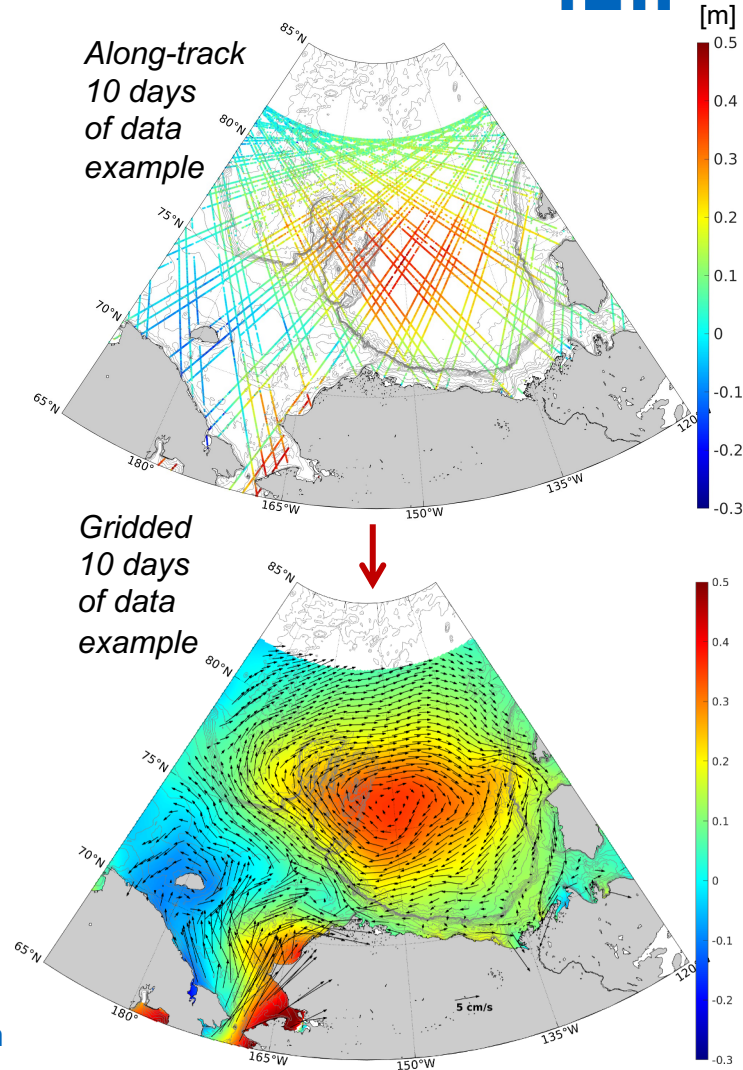 [m]
Along-track
10 days
of data
example
85°N
80°N
75°N
70°N
65°N
180°
165°W
150°W
135°W
120°
0.5
0.4
0.3
0.2
0.1
0
-0.1
-0.2
-0.3
Gridded
10 days
of data
example
85°N
80°N
75°N
70°N
65°N
180°
165°W
150°W
135°W
120°
5 cm/s
0.5
0.4
0.3
0.2
0.1
0
-0.1
-0.2
-0.3